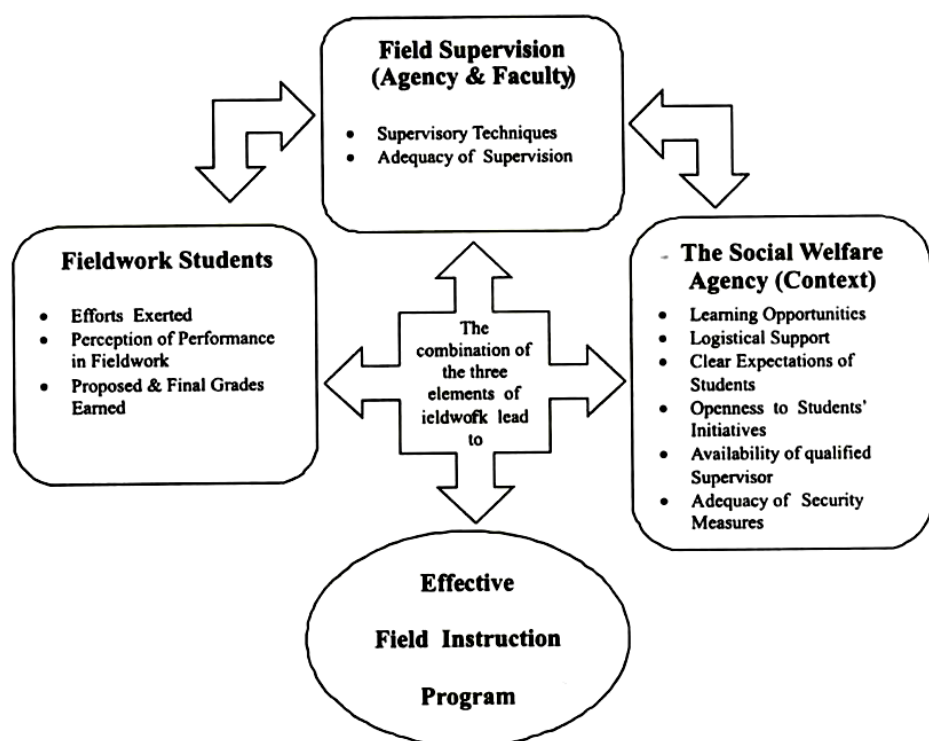 Field Supervision
(Agency & Faculty)
• Supervisory Techniques
• Adequacy of Supervision
Fieldwork Students
• Efforts Exerted
• Perception of Performance
in Fieldwork
• Proposed & Final Grades
Earned
The
combination of
the three
elements of
ieldwofk lead
to
The Social Welfare
Agency (Context)
• Learning Opportunities
• Logistical Support
• Clear Expectations of
Students
• Openness to Students'
Initiatives
• Availability of qualified
Supervisor
• Adequacy of Security
Measures
Effective
Field Instruction
Program